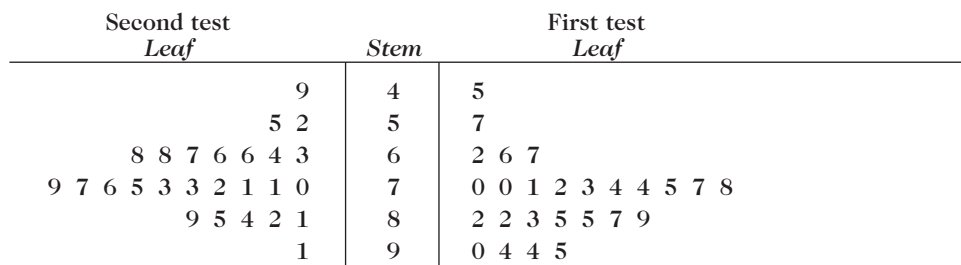 Second test First test
Leaf Stem Leaf
9 4 5
5 2 5 7
8 8 7 6 6 4 3 6 2 6 7
9 7 6 5 3 3 2 1 1 0 7 0 0 1 2 3 4 4 5 7 8
9 5 4 2 1 8 2 2 3 5 5 7 9
1 9 0 4 4 5